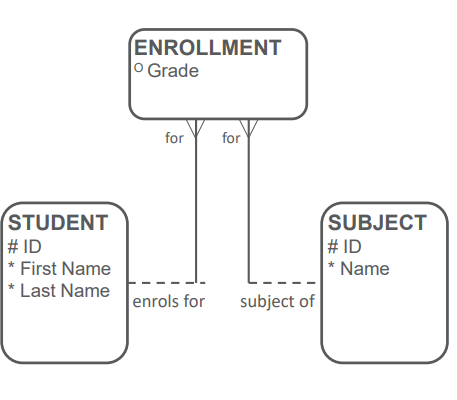 ENROLLMENT
O Grade
for
for
STUDENT
# ID
* First Name
* Last Name
SUBJECT
# ID
* Name
enrols for
subject of